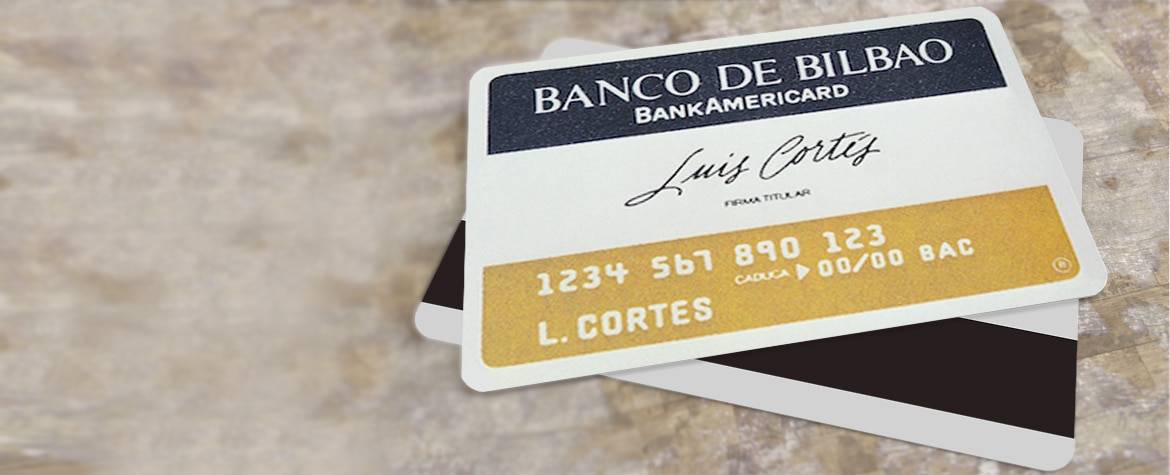 BANCO DE BILBAO
BANKAMERICARD
Luis Cortés
FIRMA TITULAR
1234 567 890 123
CADUCA ▶ 00/00 BAC
L. CORTES
®